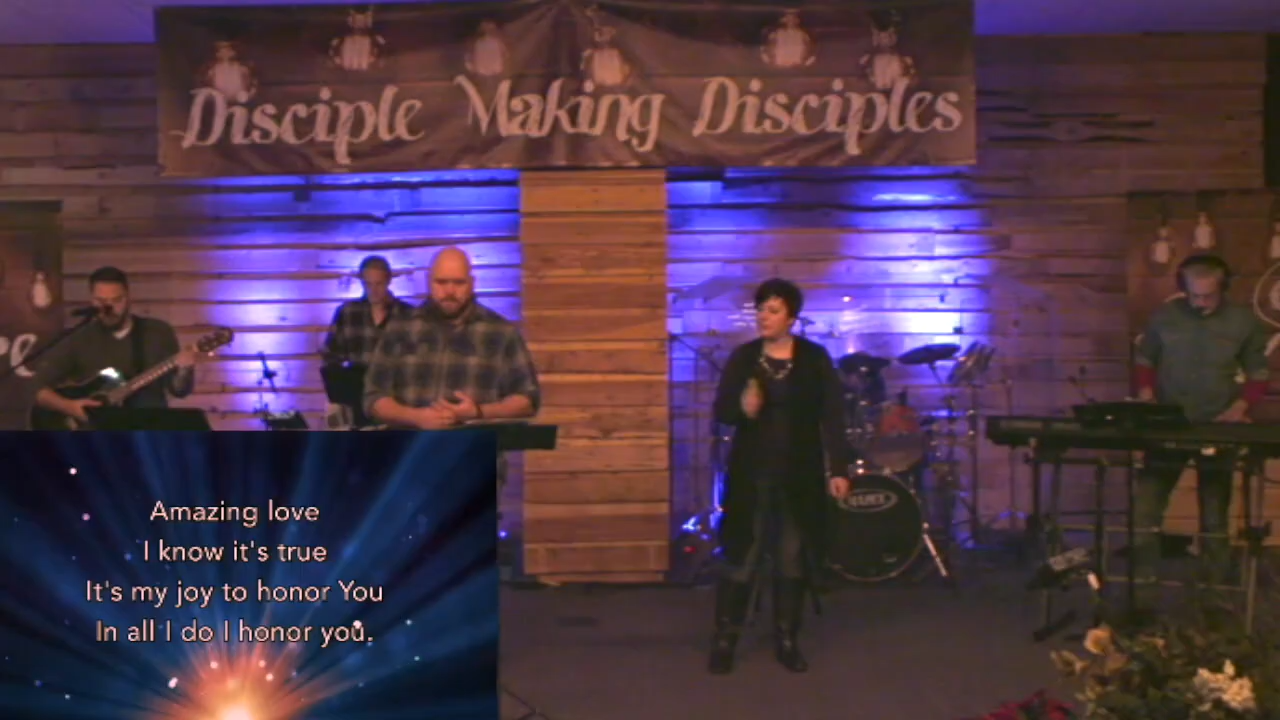 Disciple Making Disciples
re
Amazing love
I know it's true
It's my joy to honor You
In all I do I honor you.